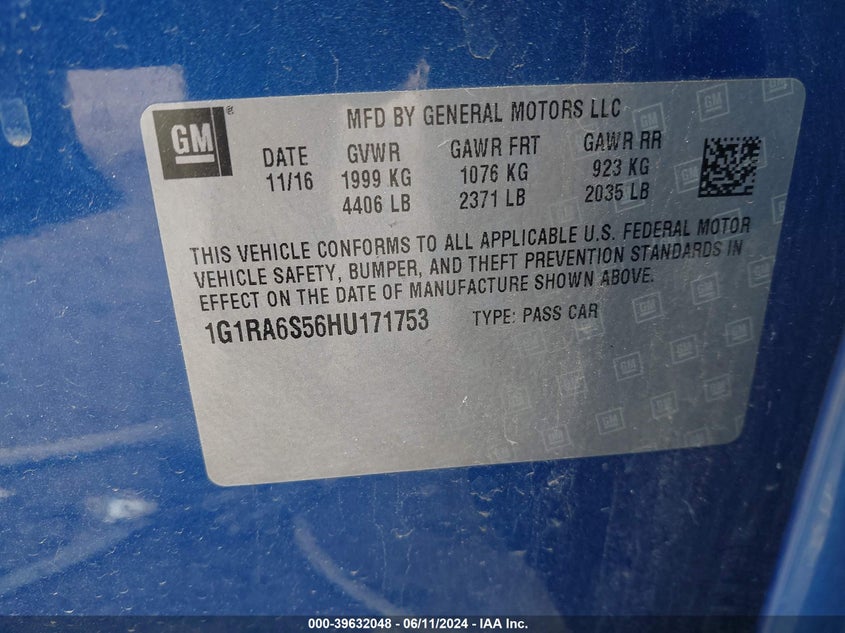 GM ®
MFD BY GENERAL MOTORS LLC
DATE GVWR GAWR FRT GAWR RR
11/16 1999 KG 1076 KG 923 KG
4406 LB 2371 LB 2035 LB
THIS VEHICLE CONFORMS TO ALL APPLICABLE U.S. FEDERAL MOTOR
VEHICLE SAFETY, BUMPER, AND THEFT PREVENTION STANDARDS IN
EFFECT ON THE DATE OF MANUFACTURE SHOWN ABOVE.
1G1RA6S56HU171753 TYPE: PASS CAR
000-39632048 - 06/11/2024 - IAA Inc.